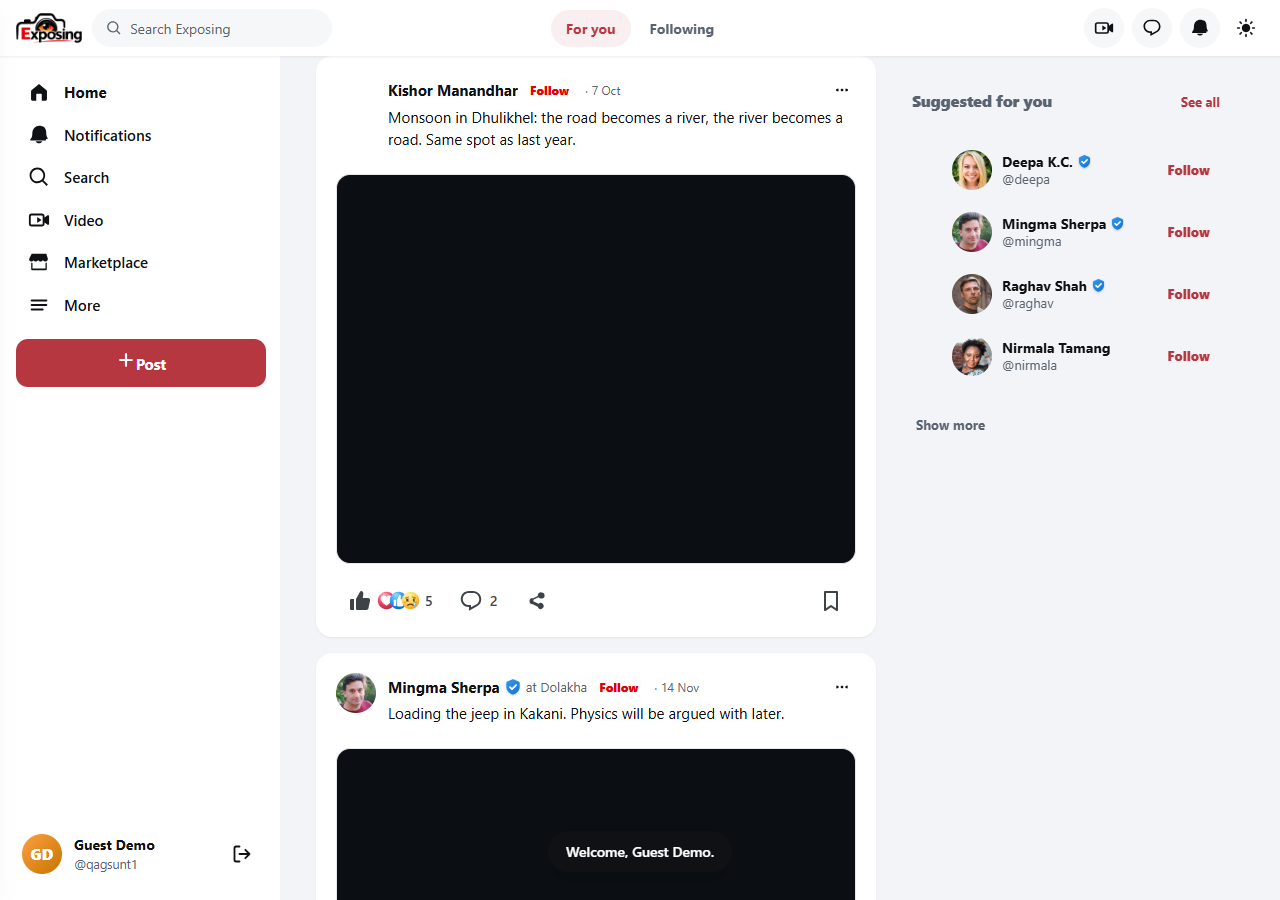 Exposing
Search Exposing
For you
Following
Home
Notifications
Search
Video
Marketplace
More
Post
Guest Demo
GD
@qagsunt1
Kishor Manandhar Follow · 7 Oct
Monsoon in Dhulikhel: the road becomes a river, the river becomes a
road. Same spot as last year.
5
2
Mingma Sherpa at Dolakha Follow · 14 Nov
Loading the jeep in Kakani. Physics will be argued with later.
Welcome, Guest Demo.
Suggested for you
See all
Deepa K.C.
@deepa
Follow
Mingma Sherpa
@mingma
Follow
Raghav Shah
@raghav
Follow
Nirmala Tamang
@nirmala
Follow
Show more